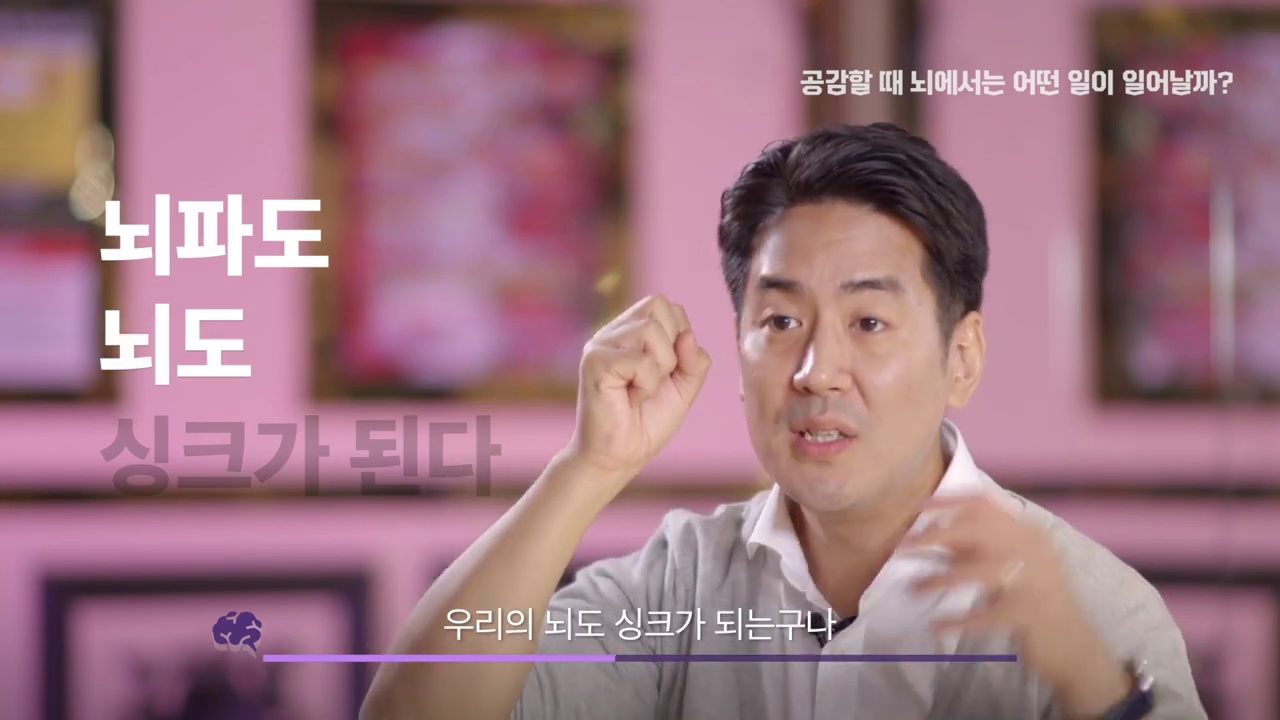 공감할 때 뇌에서는 어떤 일이 일어날까?
뇌파도
뇌도
싱크가 된다
우리의 뇌도 싱크가 되는구나